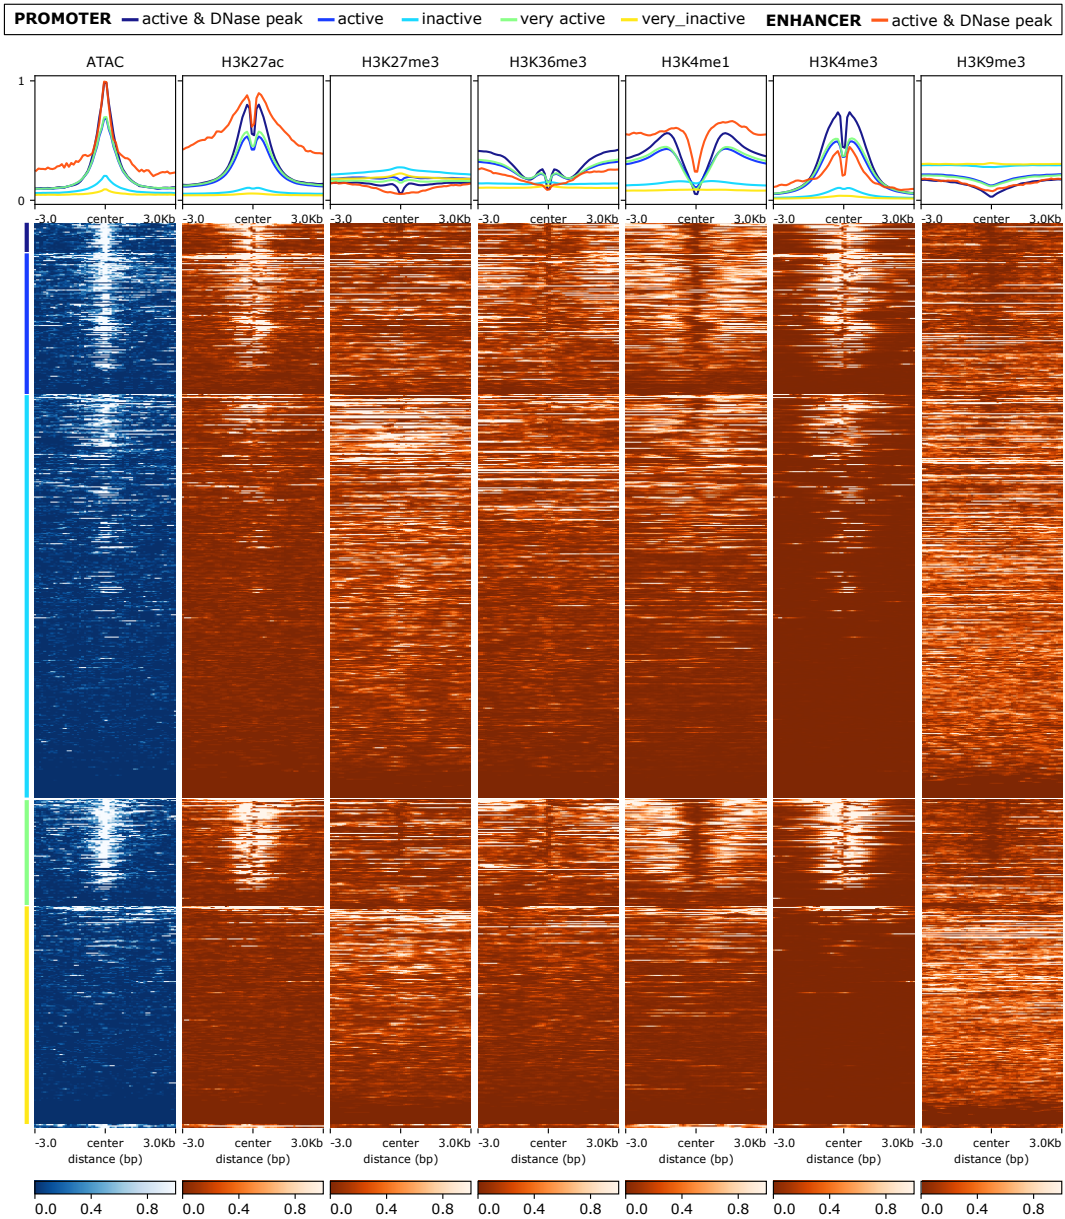 PROMOTER active & DNase peak active inactive very active very_inactive ENHANCER active & DNase peak
ATAC H3K27ac H3K27me3 H3K36me3 H3K4me1 H3K4me3 H3K9me3
1
0
-3.0 center 3.0Kb -3.0 center 3.0Kb -3.0 center 3.0Kb -3.0 center 3.0Kb -3.0 center 3.0Kb -3.0 center 3.0Kb -3.0 center 3.0Kb
-3.0 center 3.0Kb -3.0 center 3.0Kb -3.0 center 3.0Kb -3.0 center 3.0Kb -3.0 center 3.0Kb -3.0 center 3.0Kb -3.0 center 3.0Kb
distance (bp) distance (bp) distance (bp) distance (bp) distance (bp) distance (bp) distance (bp)
0.0 0.4 0.8 0.0 0.4 0.8 0.0 0.4 0.8 0.0 0.4 0.8 0.0 0.4 0.8 0.0 0.4 0.8 0.0 0.4 0.8